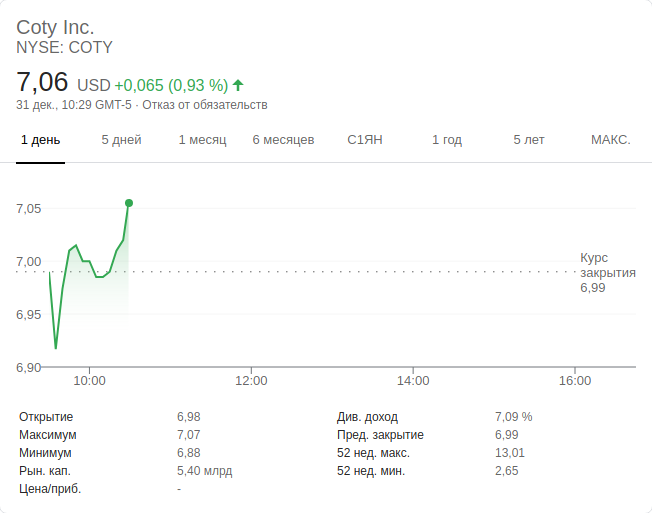 Coty Inc.
NYSE: COTY
7,06 USD +0,065 (0,93 %)
31 дек., 10:29 GMT-5 · Отказ от обязательств
1 день 5 дней 1 месяц 6 месяцев С1ЯН 1 год 5 лет МАКС.
7,05
7,00
6,95
6,90
Курс
закрытия
6,99
10:00 12:00 14:00 16:00
Открытие 6,98 Див. доход 7,09 %
Максимум 7,07 Пред. закрытие 6,99
Минимум 6,88 52 нед. макс. 13,01
Рын. кап. 5,40 млрд 52 нед. мин. 2,65
Цена/приб. -